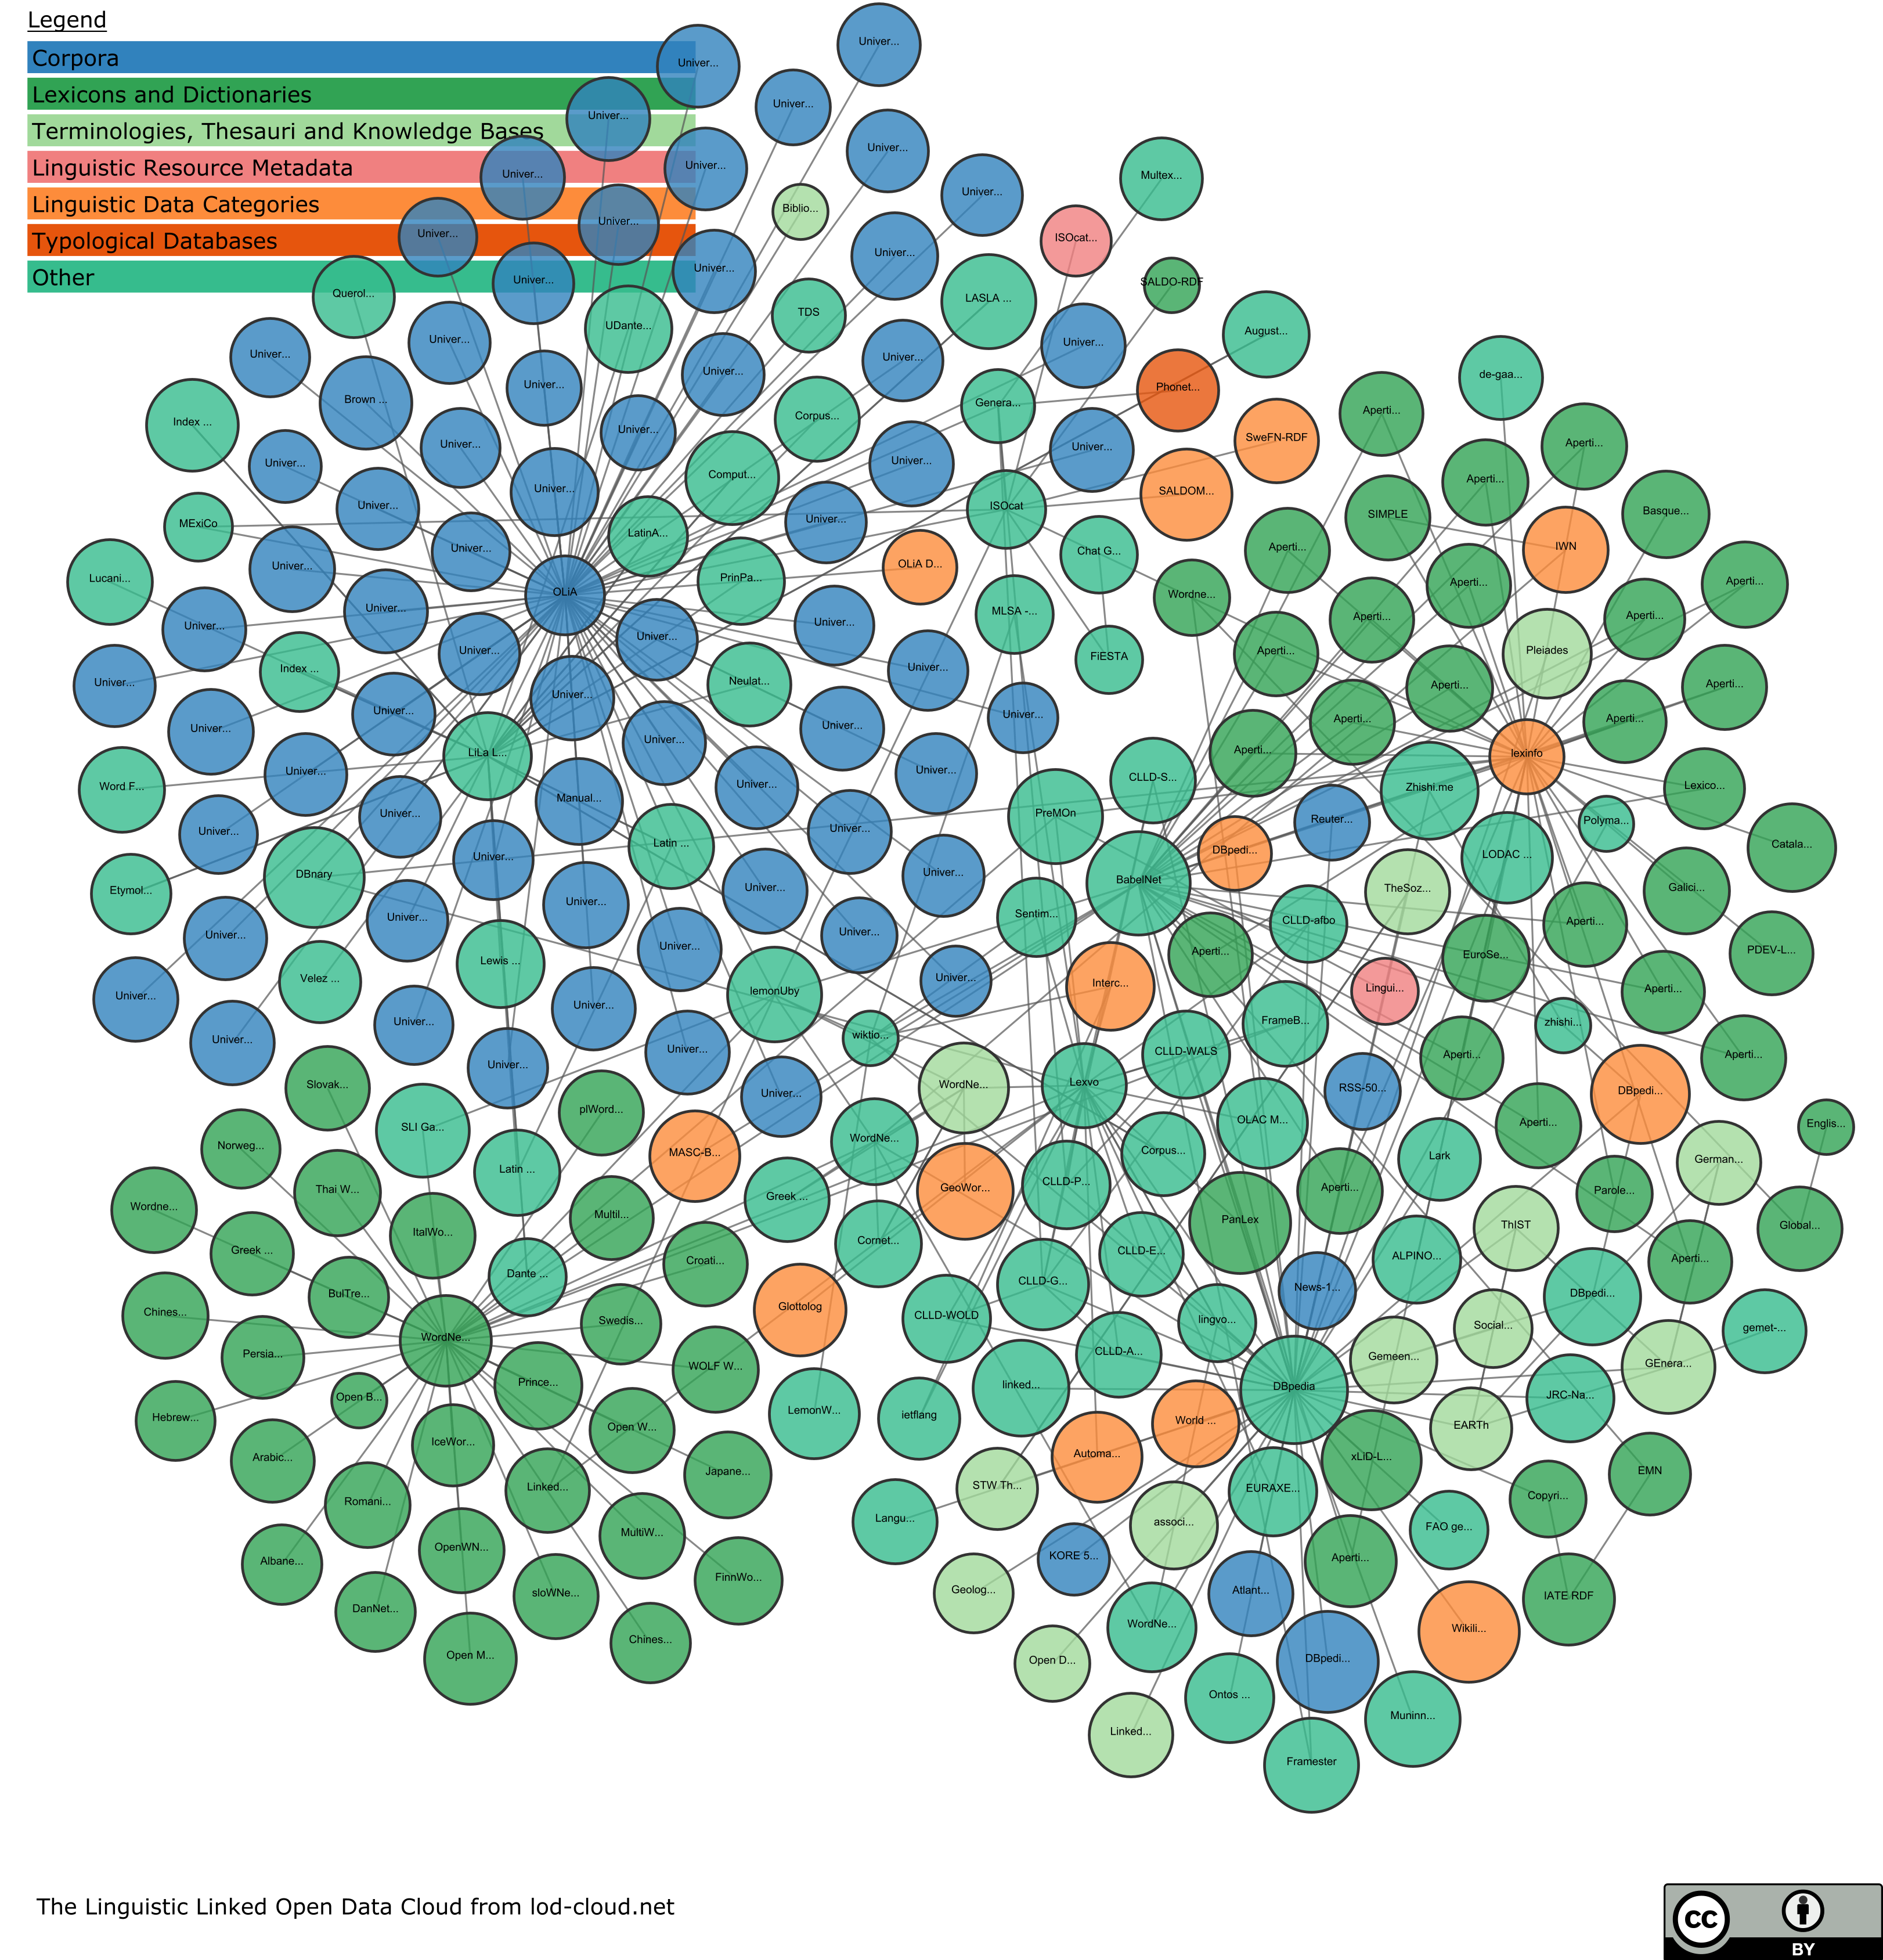 Legend
Corpora
Lexicons and Dictionaries
Terminologies, Thesauri and Knowledge Bases
Linguistic Resource Metadata
Linguistic Data Categories
Typological Databases
Other
Univer...
Univer...
Univer...
Univer...
Univer...
Univer...
Univer...
Multex...
Univer...
Univer...
Biblio...
Univer...
Univer...
ISOcat...
Univer...
Univer...
Univer...
SALDO-RDF
Querol...
LASLA ...
TDS
UDante...
August...
Univer...
Univer...
Univer...
Univer...
Univer...
de-gaa...
Univer...
Phonet...
Brown ...
Genera...
Aperti...
Corpus...
Index ...
Univer...
SweFN-RDF
Aperti...
Univer...
Univer...
Univer...
Univer...
Comput...
Aperti...
Univer...
SALDOM...
Univer...
ISOcat
Univer...
SIMPLE
Basque...
MExiCo
LatinA...
Univer...
Aperti...
IWN
Chat G...
OLiA D...
Univer...
PrinPa...
Lucani...
Aperti...
Aperti...
OLiA
Wordne...
Univer...
MLSA -...
Aperti...
Aperti...
Univer...
Univer...
Univer...
Univer...
Aperti...
Pleiades
FiESTA
Index ...
Univer...
Univer...
Neulat...
Aperti...
Aperti...
Univer...
Univer...
Univer...
Aperti...
Aperti...
Univer...
Univer...
Univer...
LiLa L...
Aperti...
lexinfo
Univer...
Univer...
CLLD-S...
Word F...
Univer...
Zhishi.me
Lexico...
Manual...
Univer...
PreMOn
Reuter...
Polyma...
Univer...
Univer...
Latin ...
Catala...
DBpedi...
LODAC ...
Univer...
DBnary
Univer...
BabelNet
TheSoz...
Etymol...
Univer...
Galici...
Univer...
Sentim...
CLLD-afbo
Aperti...
Univer...
Univer...
Univer...
Univer...
Aperti...
EuroSe...
PDEV-L...
Lewis ...
Velez ...
Univer...
Interc...
lemonUby
Lingui...
Aperti...
Univer...
Univer...
Univer...
FrameB...
zhishi...
Univer...
wiktio...
Univer...
CLLD-WALS
Aperti...
Aperti...
Univer...
Slovak...
WordNe...
Lexvo
RSS-50...
DBpedi...
Univer...
plWord...
OLAC M...
Aperti...
Englis...
SLI Ga...
WordNe...
Norweg...
MASC-B...
Corpus...
Lark
German...
Latin ...
Thai W...
GeoWor...
CLLD-P...
Aperti...
Parole...
Greek ...
Wordne...
Multil...
PanLex
ThIST
Global...
ItalWo...
Cornet...
Greek ...
CLLD-E...
ALPINO...
Aperti...
Croati...
Dante ...
CLLD-G...
News-1...
BulTre...
DBpedi...
Chines...
Glottolog
CLLD-WOLD
lingvo...
Swedis...
Social...
gemet-...
WordNe...
Persia...
CLLD-A...
Gemeen...
WOLF W...
GEnera...
Prince...
linked...
DBpedia
Open B...
JRC-Na...
Hebrew...
LemonW...
ietflang
World ...
Open W...
EARTh
IceWor...
Arabic...
Automa...
xLiD-L...
Japane...
EMN
Linked...
STW Th...
EURAXE...
Romani...
Copyri...
Langu...
associ...
FAO ge...
MultiW...
OpenWN...
KORE 5...
Aperti...
Albane...
FinnWo...
Geolog...
Atlant...
sloWNe...
IATE RDF
DanNet...
WordNe...
Wikili...
Chines...
Open M...
Open D...
DBpedi...
Ontos ...
Muninn...
Linked...
Framester
The Linguistic Linked Open Data Cloud from lod-cloud.net
cc
BY